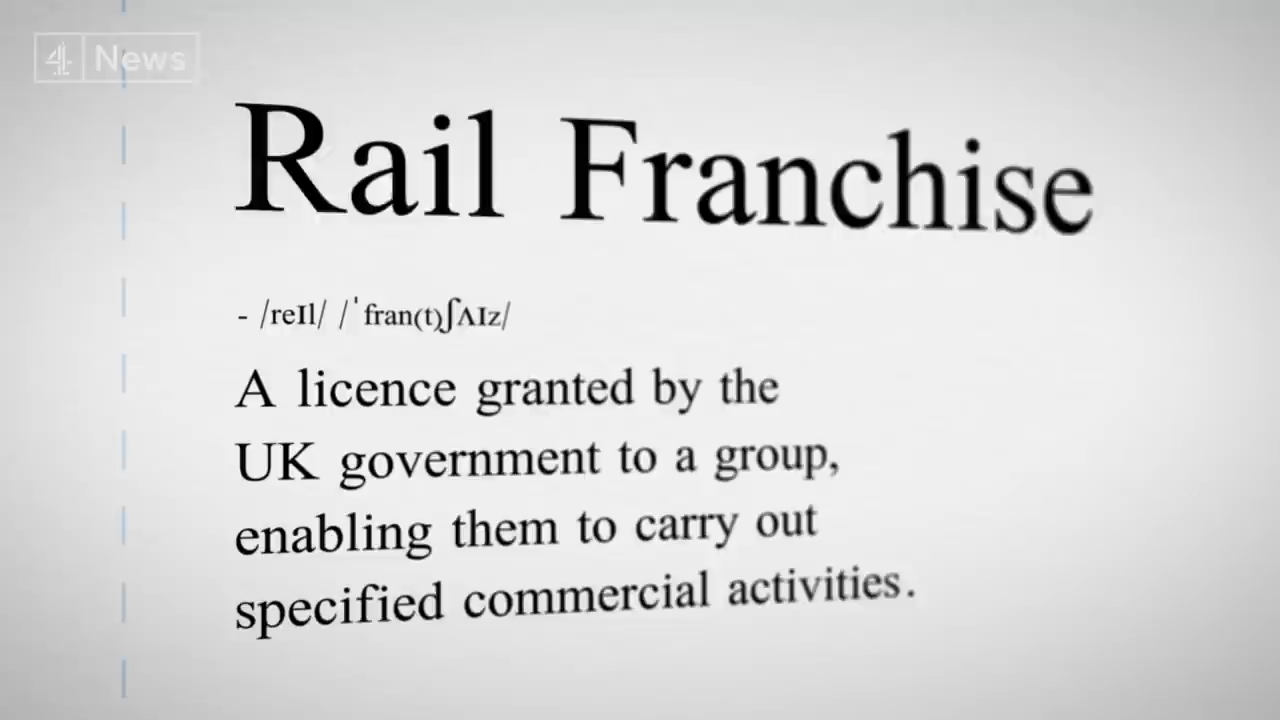 4 News
Rail Franchise
- /reɪl/ /ˈfran(t)ʃʌɪz/
A licence granted by the
UK government to a group,
enabling them to carry out
specified commercial activities.